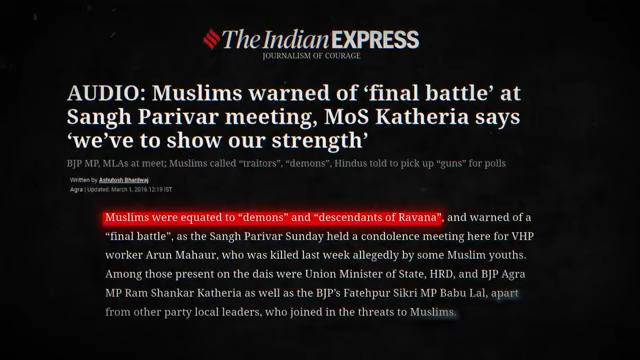 The Indian EXPRESS
JOURNALISM OF COURAGE
AUDIO: Muslims warned of ‘final battle’ at
Sangh Parivar meeting, MoS Katheria says
‘we’ve to show our strength’
BJP MP, MLAs at meet; Muslims called “traitors”, “demons”, Hindus told to pick up “guns” for polls
Written by Ashutosh Bhardwaj
Agra | Updated: March 1, 2016 12:19 IST
Muslims were equated to “demons” and “descendants of Ravana”, and warned of a
“final battle”, as the Sangh Parivar Sunday held a condolence meeting here for VHP
worker Arun Mahaur, who was killed last week allegedly by some Muslim youths.
Among those present on the dais were Union Minister of State, HRD, and BJP Agra
MP Ram Shankar Katheria as well as the BJP’s Fatehpur Sikri MP Babu Lal, apart
from other party local leaders, who joined in the threats to Muslims.